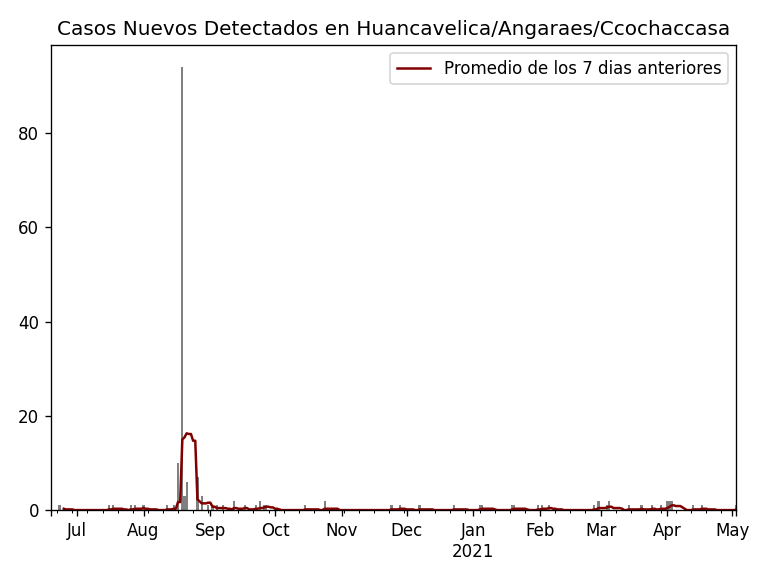 Casos Nuevos Detectados en Huancavelica/Angaraes/Ccochaccasa
Promedio de los 7 dias anteriores
80
60
40
20
0
Jul Aug Sep Oct Nov Dec Jan Feb Mar Apr May
2021